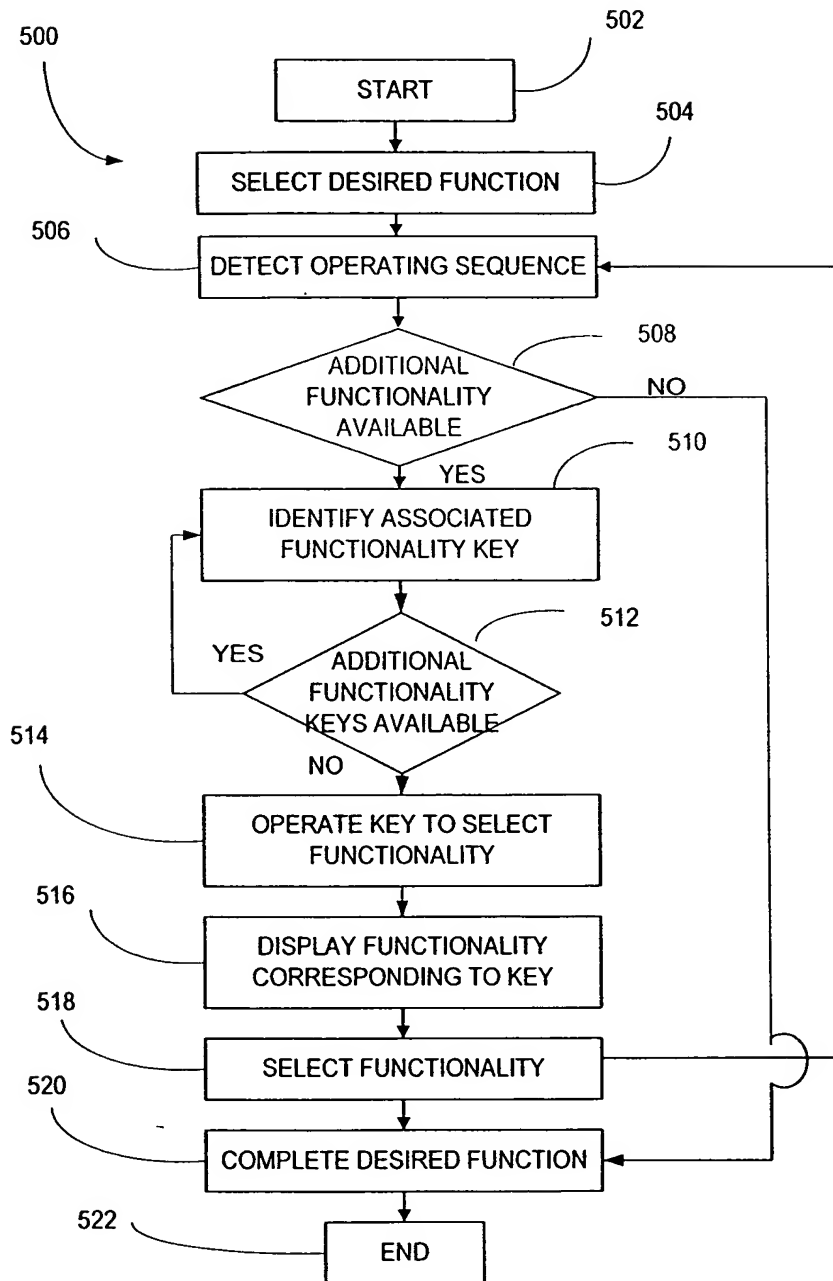 502
500
START
504
SELECT DESIRED FUNCTION
506
DETECT OPERATING SEQUENCE
508
ADDITIONAL
FUNCTIONALITY
AVAILABLE
NO
510
YES
IDENTIFY ASSOCIATED
FUNCTIONALITY KEY
512
YES
ADDITIONAL
FUNCTIONALITY
KEYS AVAILABLE
514
NO
OPERATE KEY TO SELECT
FUNCTIONALITY
516
DISPLAY FUNCTIONALITY
CORRESPONDING TO KEY
518
SELECT FUNCTIONALITY
520
COMPLETE DESIRED FUNCTION
522
END